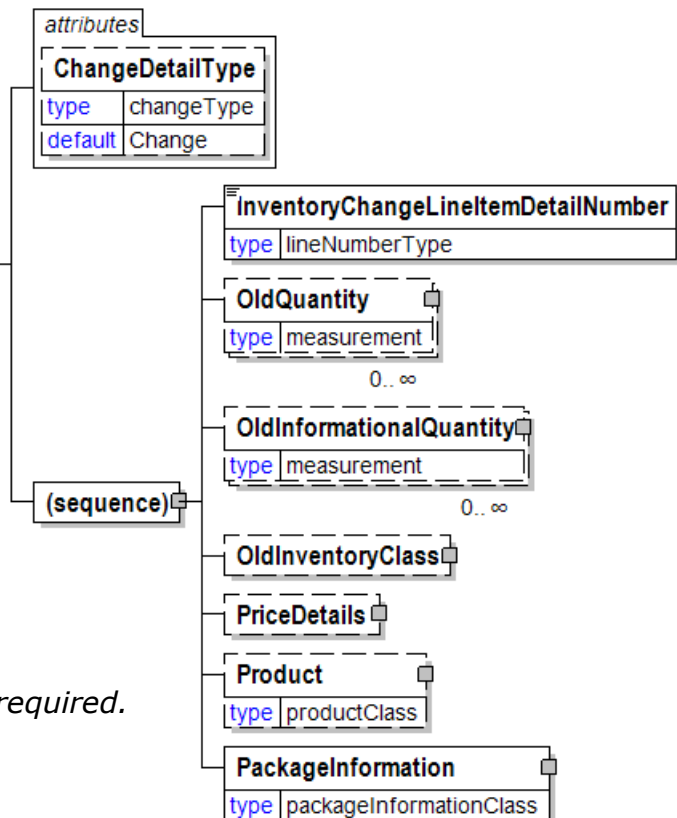 attributes
ChangeDetailType
type changeType
default Change
InventoryChangeLineItemDetailNumber
type lineNumberType
OldQuantity
type measurement
0.. ∞
OldInformationalQuantity
type measurement
0.. ∞
(sequence)
OldInventoryClass
PriceDetails
Product
required.
type productClass
PackageInformation
type packageInformationClass